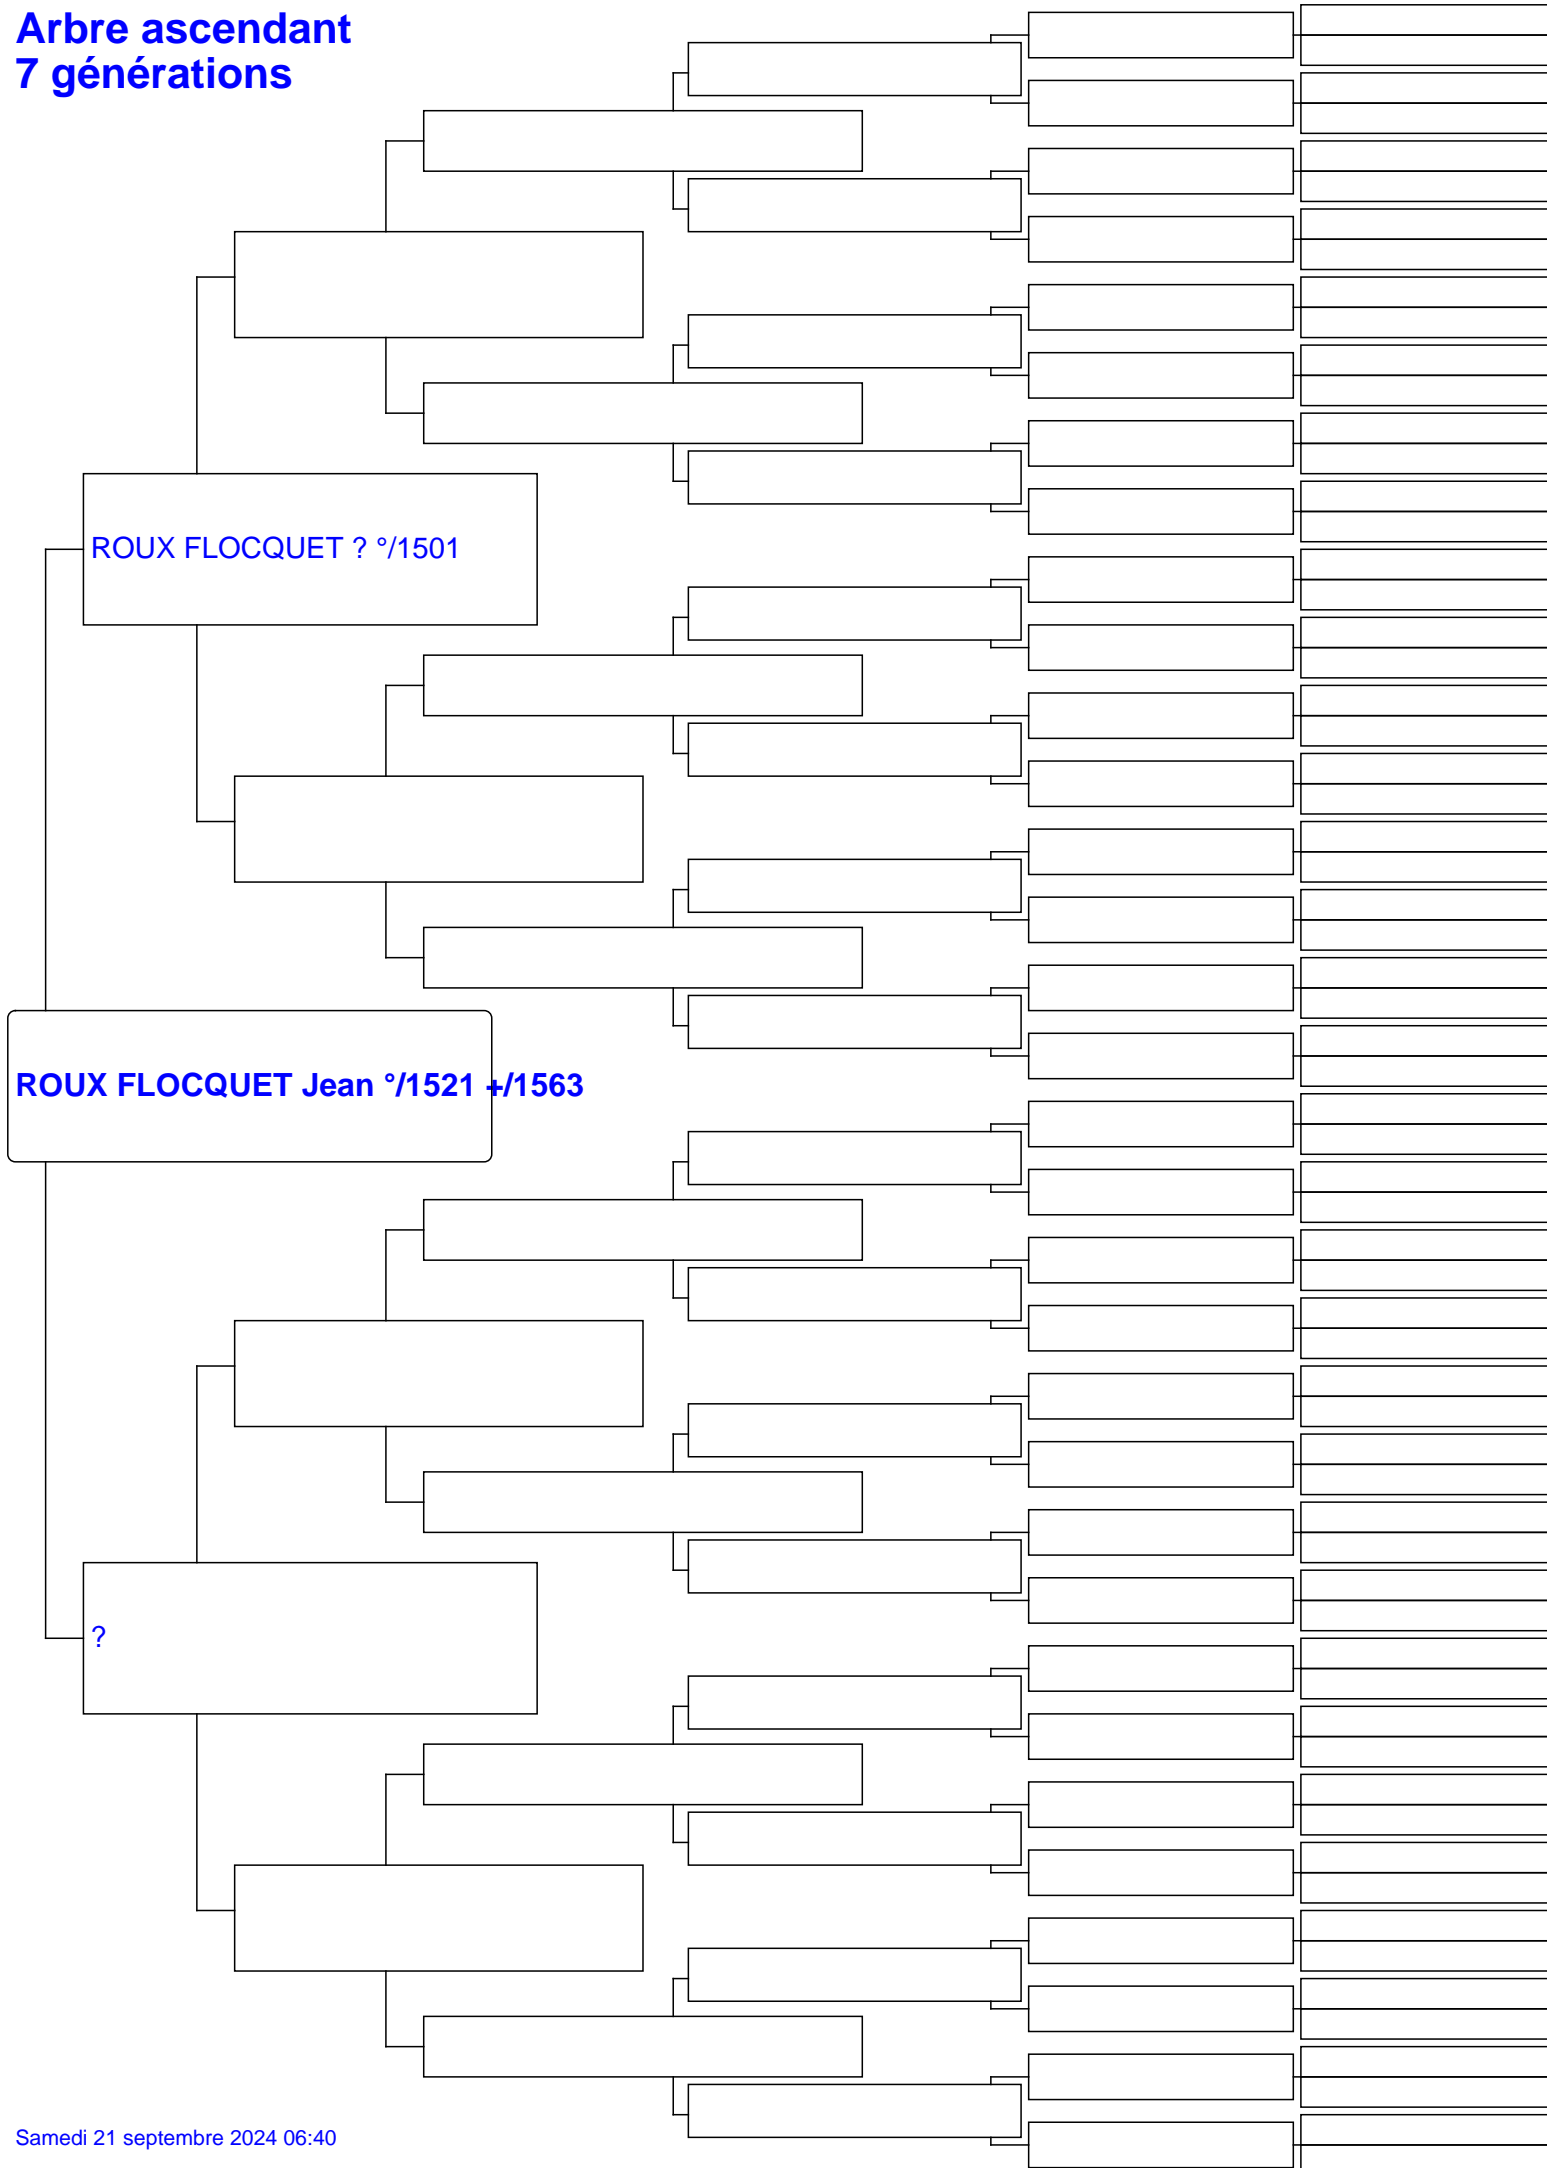 Arbre ascendant
7 générations
ROUX FLOCQUET ? °/1501
ROUX FLOCQUET Jean °/1521 +/1563
?
Samedi 21 septembre 2024 06:40